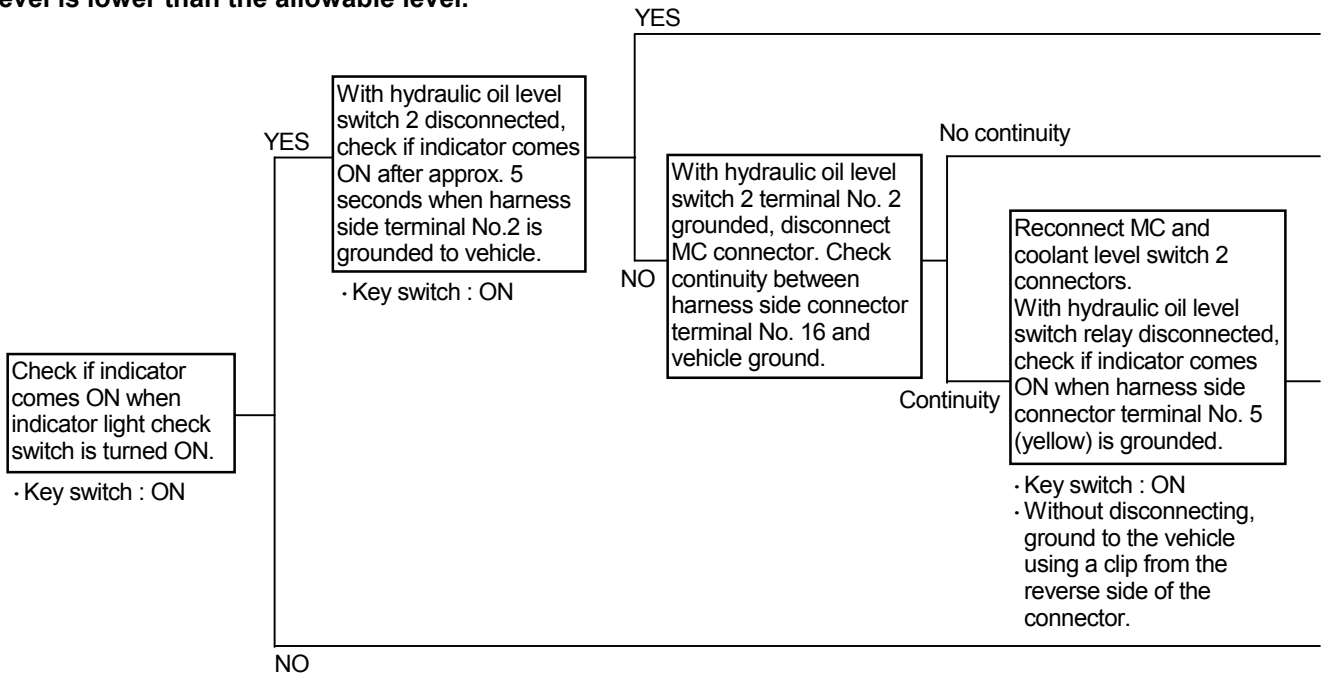 level is lower than the allowable level.
YES
With hydraulic oil level
switch 2 disconnected,
check if indicator comes
ON after approx. 5
seconds when harness
side terminal No.2 is
grounded to vehicle.
· Key switch : ON
YES
No continuity
With hydraulic oil level
switch 2 terminal No. 2
grounded, disconnect
MC connector. Check
continuity between
harness side connector
terminal No. 16 and
vehicle ground.
NO
Reconnect MC and
coolant level switch 2
connectors.
With hydraulic oil level
switch relay disconnected,
check if indicator comes
ON when harness side
connector terminal No. 5
(yellow) is grounded.
Continuity
· Key switch : ON
· Without disconnecting,
ground to the vehicle
using a clip from the
reverse side of the
connector.
Check if indicator
comes ON when
indicator light check
switch is turned ON.
· Key switch : ON
NO